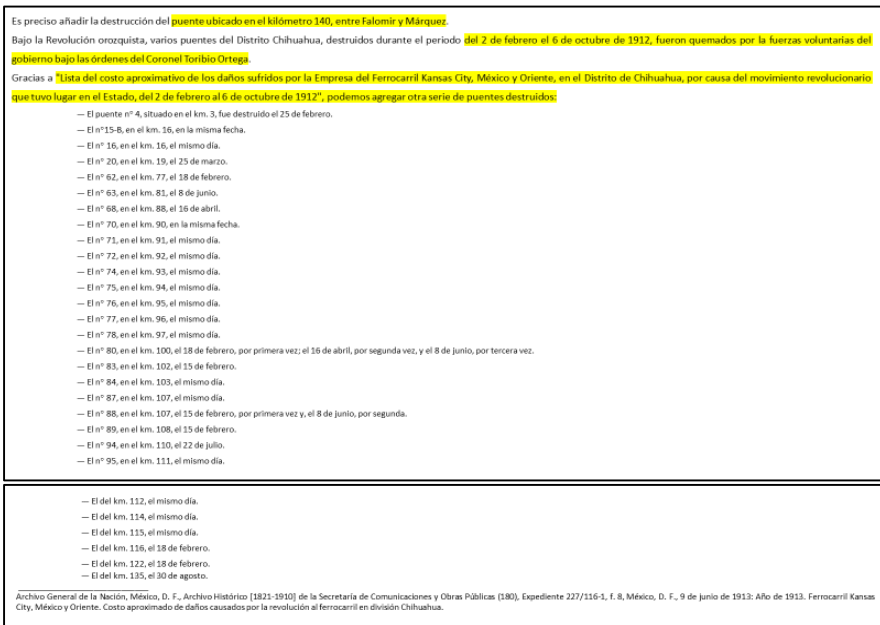 Es preciso añadir la destrucción del puente ubicado en el kilómetro 140, entre Falomir y Márquez.
Bajo la Revolución orozquista, varios puentes del Distrito Chihuahua, destruidos durante el periodo del 2 de febrero el 6 de octubre de 1912, fueron quemados por la fuerzas voluntarias del
gobierno bajo las órdenes del Coronel Toribio Ortega.
Gracias a "Lista del costo aproximativo de los daños sufridos por la Empresa del Ferrocarril Kansas City, México y Oriente, en el Distrito de Chihuahua, por causa del movimiento revolucionario
que tuvo lugar en el Estado, del 2 de febrero al 6 de octubre de 1912", podemos agregar otra serie de puentes destruidos:
— El puente n° 4, situado en el km. 3, fue destruido el 25 de febrero.
— El n°15-B, en el km. 16, en la misma fecha.
— El n° 16, en el km. 16, el mismo día.
— El n° 20, en el km. 19, el 25 de marzo.
— El n° 62, en el km. 77, el 18 de febrero.
— El n° 63, en el km. 81, el 8 de junio.
— El n° 68, en el km. 88, el 16 de abril.
— El n° 70, en el km. 90, en la misma fecha.
— El n° 71, en el km. 91, el mismo día.
— El n° 72, en el km. 92, el mismo día.
— El n° 74, en el km. 93, el mismo día.
— El n° 75, en el km. 94, el mismo día.
— El n° 76, en el km. 95, el mismo día.
— El n° 77, en el km. 96, el mismo día.
— El n° 78, en el km. 97, el mismo día.
— El n° 80, en el km. 100, el 18 de febrero, por primera vez; el 16 de abril, por segunda vez, y el 8 de junio, por tercera vez.
— El n° 83, en el km. 102, el 15 de febrero.
— El n° 84, en el km. 103, el mismo día.
— El n° 87, en el km. 107, el mismo día.
— El n° 88, en el km. 107, el 15 de febrero, por primera vez y, el 8 de junio, por segunda.
— El n° 89, en el km. 108, el 15 de febrero.
— El n° 94, en el km. 110, el 22 de julio.
— El n° 95, en el km. 111, el mismo día.
— El del km. 112, el mismo día.
— El del km. 114, el mismo día.
— El del km. 115, el mismo día.
— El del km. 116, el 18 de febrero.
— El del km. 122, el 18 de febrero.
— El del km. 135, el 30 de agosto.
Archivo General de la Nación, México, D. F., Archivo Histórico [1821-1910] de la Secretaría de Comunicaciones y Obras Públicas (180), Expediente 227/116-1, f. 8, México, D. F., 9 de junio de 1913: Año de 1913. Ferrocarril Kansas
City, México y Oriente. Costo aproximado de daños causados por la revolución al ferrocarril en división Chihuahua.